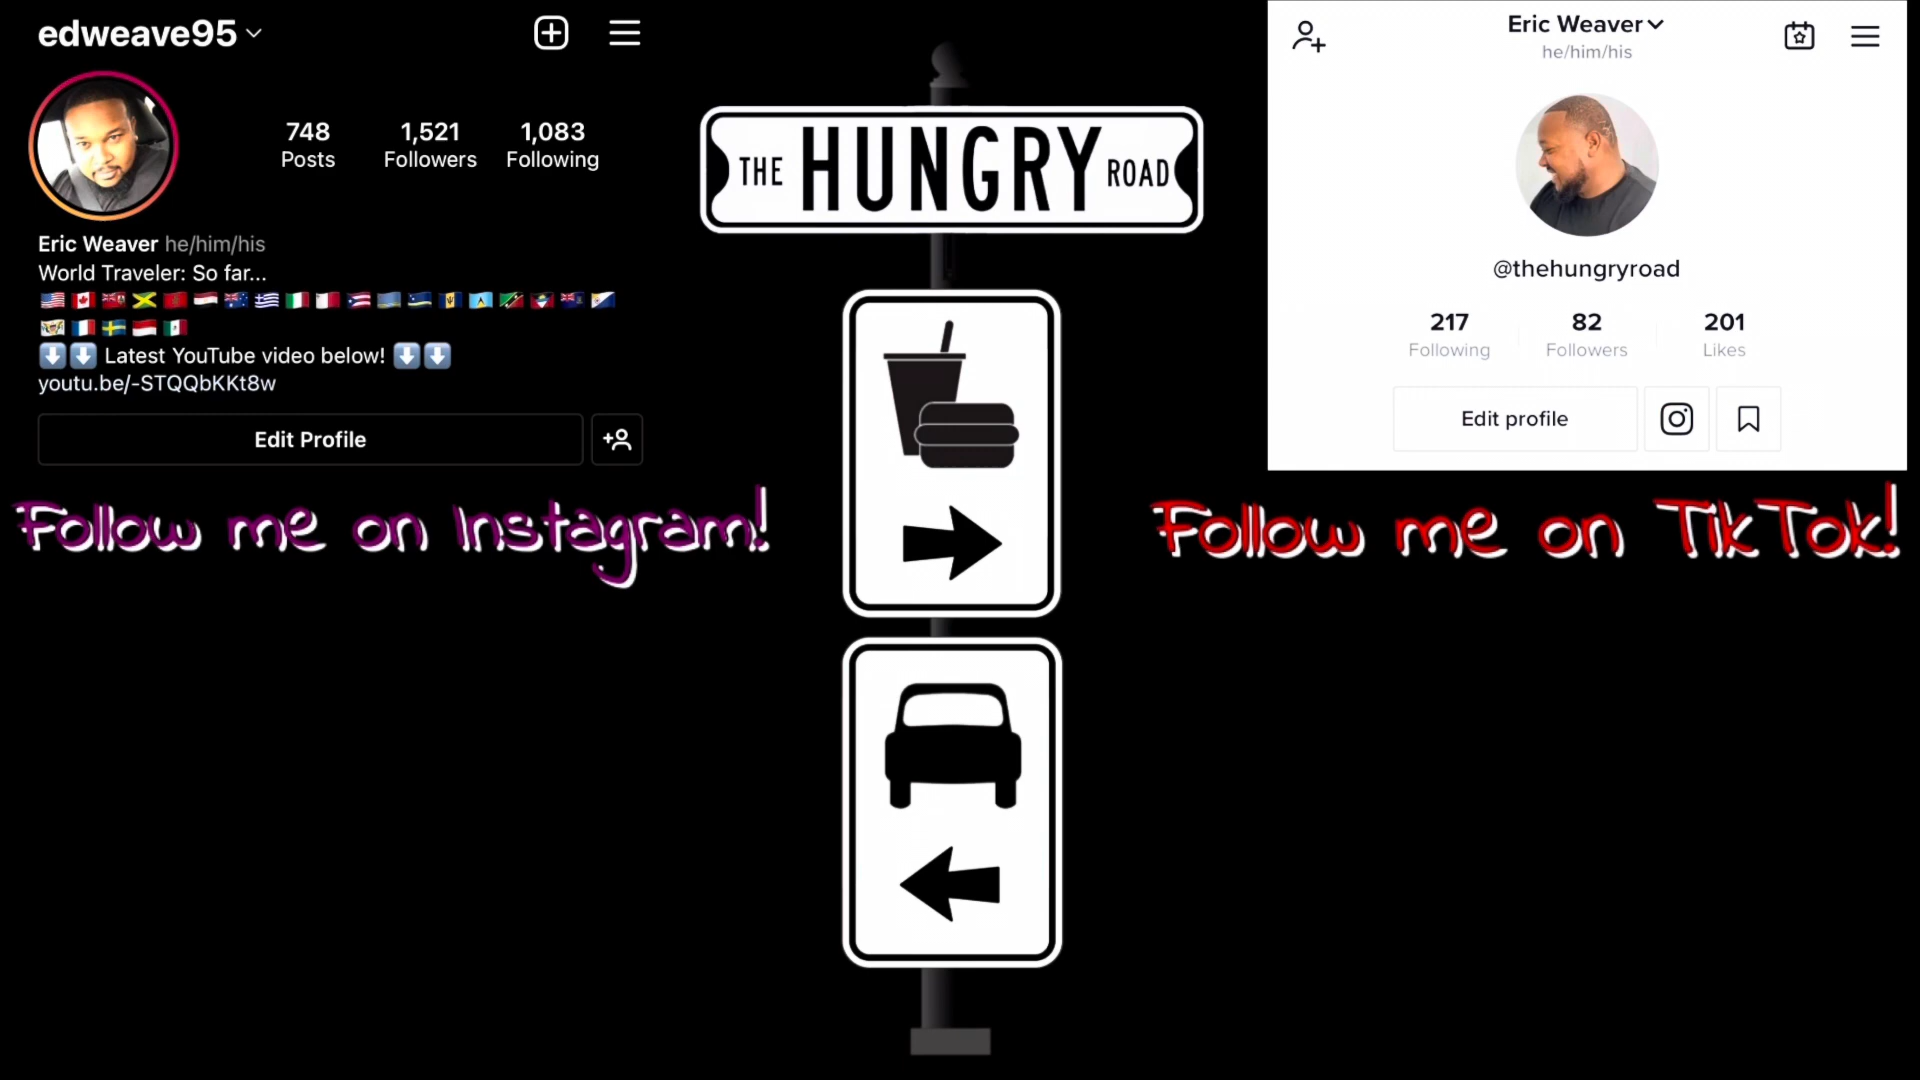 edweave95
748 1,521 1,083
Posts Followers Following
Eric Weaver he/him/his
World Traveler: So far...
🇺🇸🇨🇦🇧🇲🇯🇲🇲🇦🇸🇽🇦🇺🇬🇷🇮🇹🇲🇹🇵🇷🇦🇼🇨🇼🇧🇧🇱🇨🇰🇳🇦🇬🇻🇬🇧🇶
🇻🇮🇫🇷🇸🇪🇲🇨🇲🇽
⬇️⬇️ Latest YouTube video below! ⬇️⬇️
youtu.be/-STQQbKKt8w
Edit Profile
Follow me on Instagram!
THE HUNGRY ROAD
Eric Weaver
he/him/his
@thehungryroad
217 82 201
Following Followers Likes
Edit profile
Follow me on TikTok!